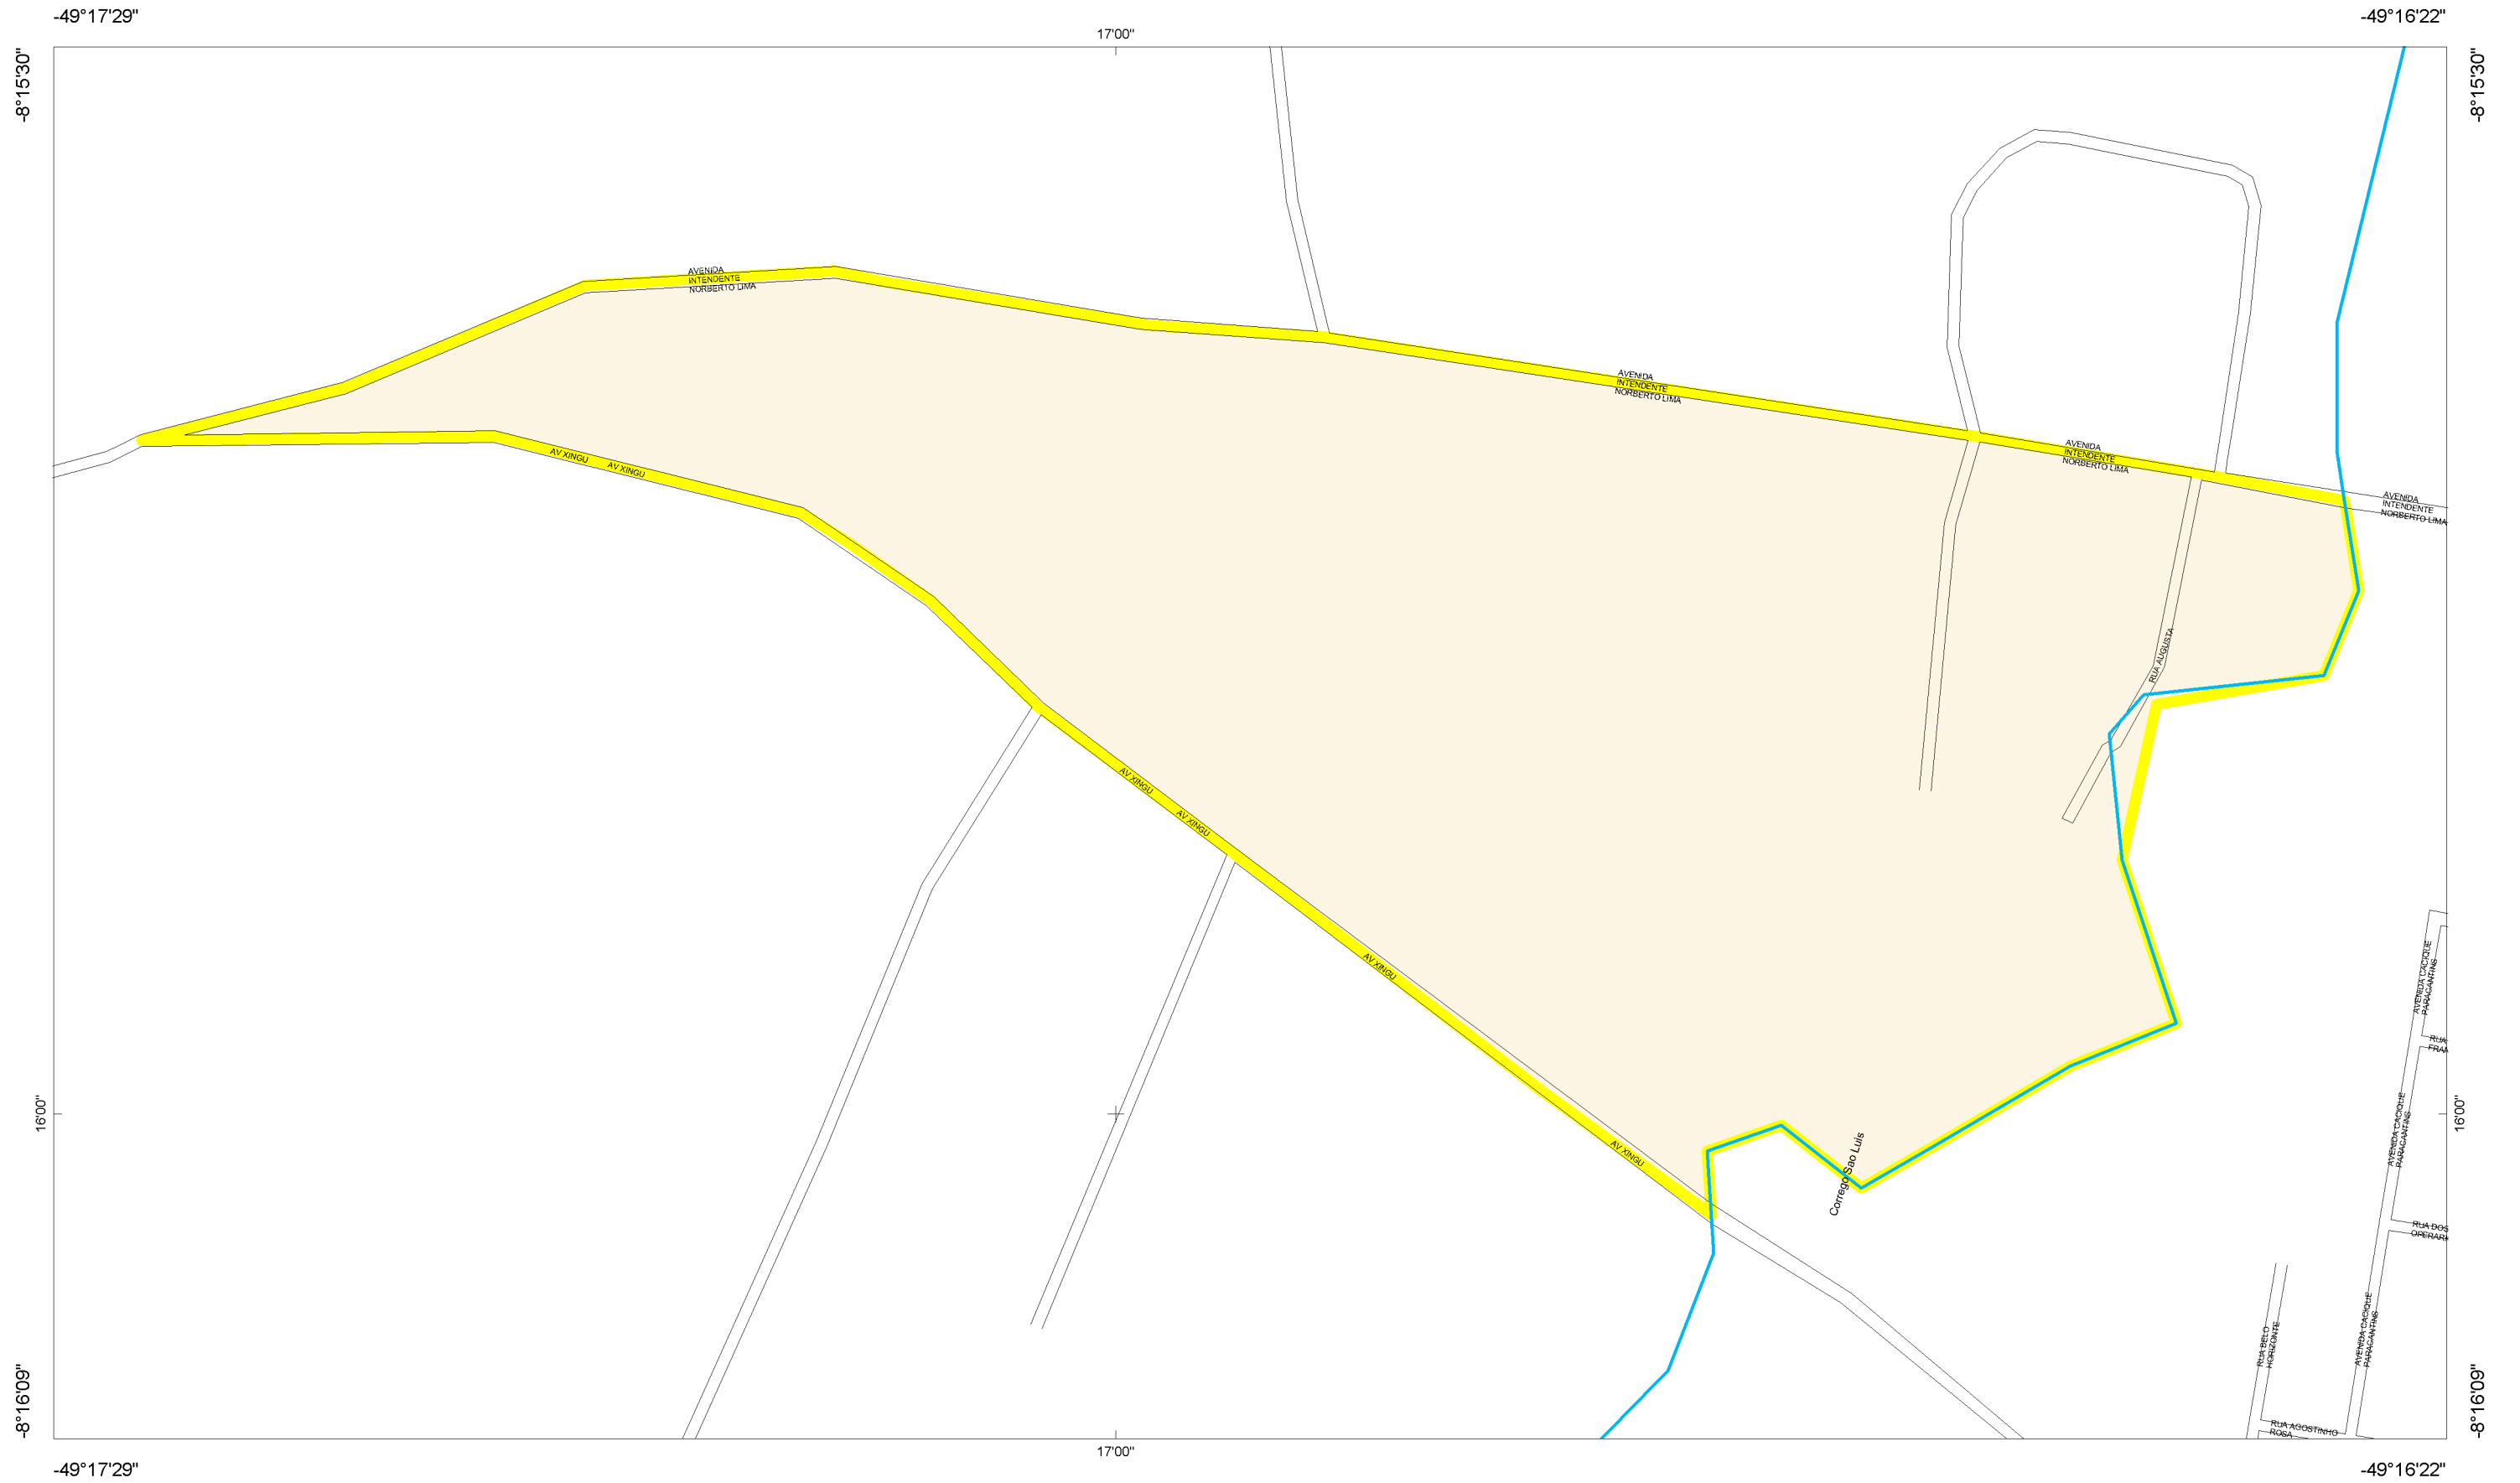 -49°17'29"
-49°16'22"
17'00"
-8°15'30"
-8°15'30"
AVENIDA
INTENDENTE
NORBERTO LIMA
AVENIDA
INTENDENTE
NORBERTO LIMA
AVENIDA
INTENDENTE
NORBERTO LIMA
AVENIDA
INTENDENTE
NORBERTO LIMA
AV XINGU
AV XINGU
RUA AUGUSTA
AV XINGU
AV XINGU
AV XINGU
AVENIDA CACIQUE
PARACANTINS
RUA
FRAN
16'00"
16'00"
AV XINGU
Corrego Sao Luis
AVENIDA CACIQUE
PARACANTINS
RUA DOS
OPERARI
RUA BELO
HORIZONTE
AVENIDA CACIQUE
PARACANTINS
RUA AGOSTINHO
ROSA
-8°16'09"
-8°16'09"
17'00"
-49°17'29"
-49°16'22"